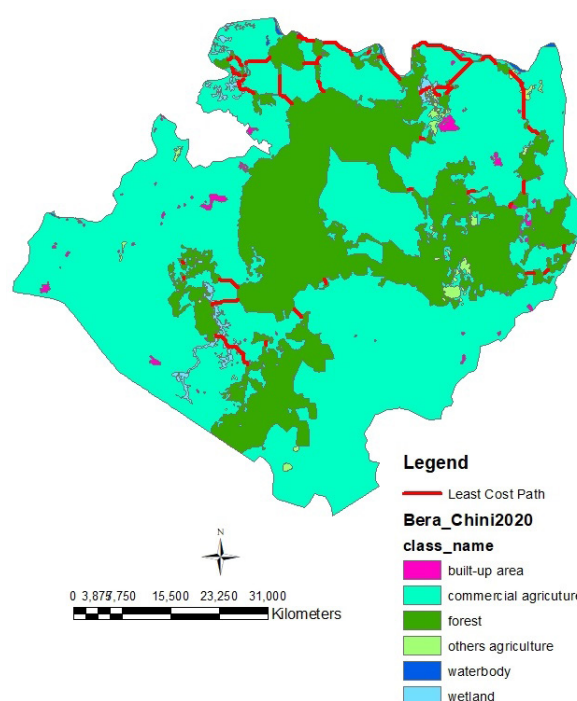 Legend
Least Cost Path
Bera_Chini2020
class_name
built-up area
commercial agricuture
forest
others agriculture
waterbody
wetland
N
0 3,875 7,750 15,500 23,250 31,000
Kilometers